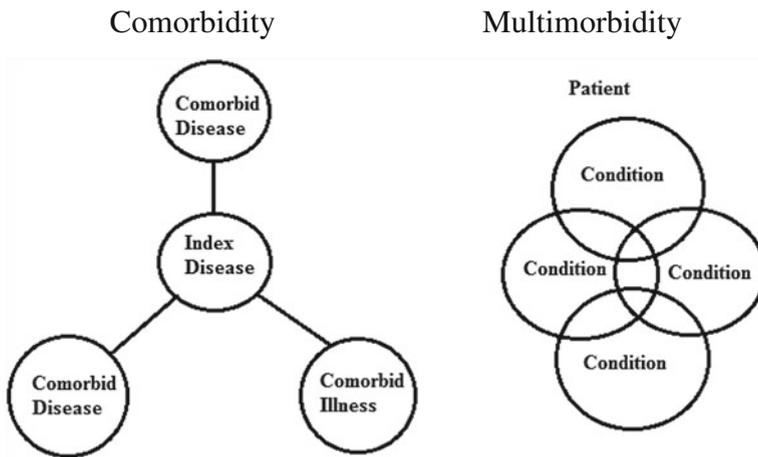 Comorbidity
Multimorbidity
Comorbid
Disease
Index
Disease
Comorbid
Disease
Comorbid
Illness
Patient
Condition
Condition
Condition
Condition